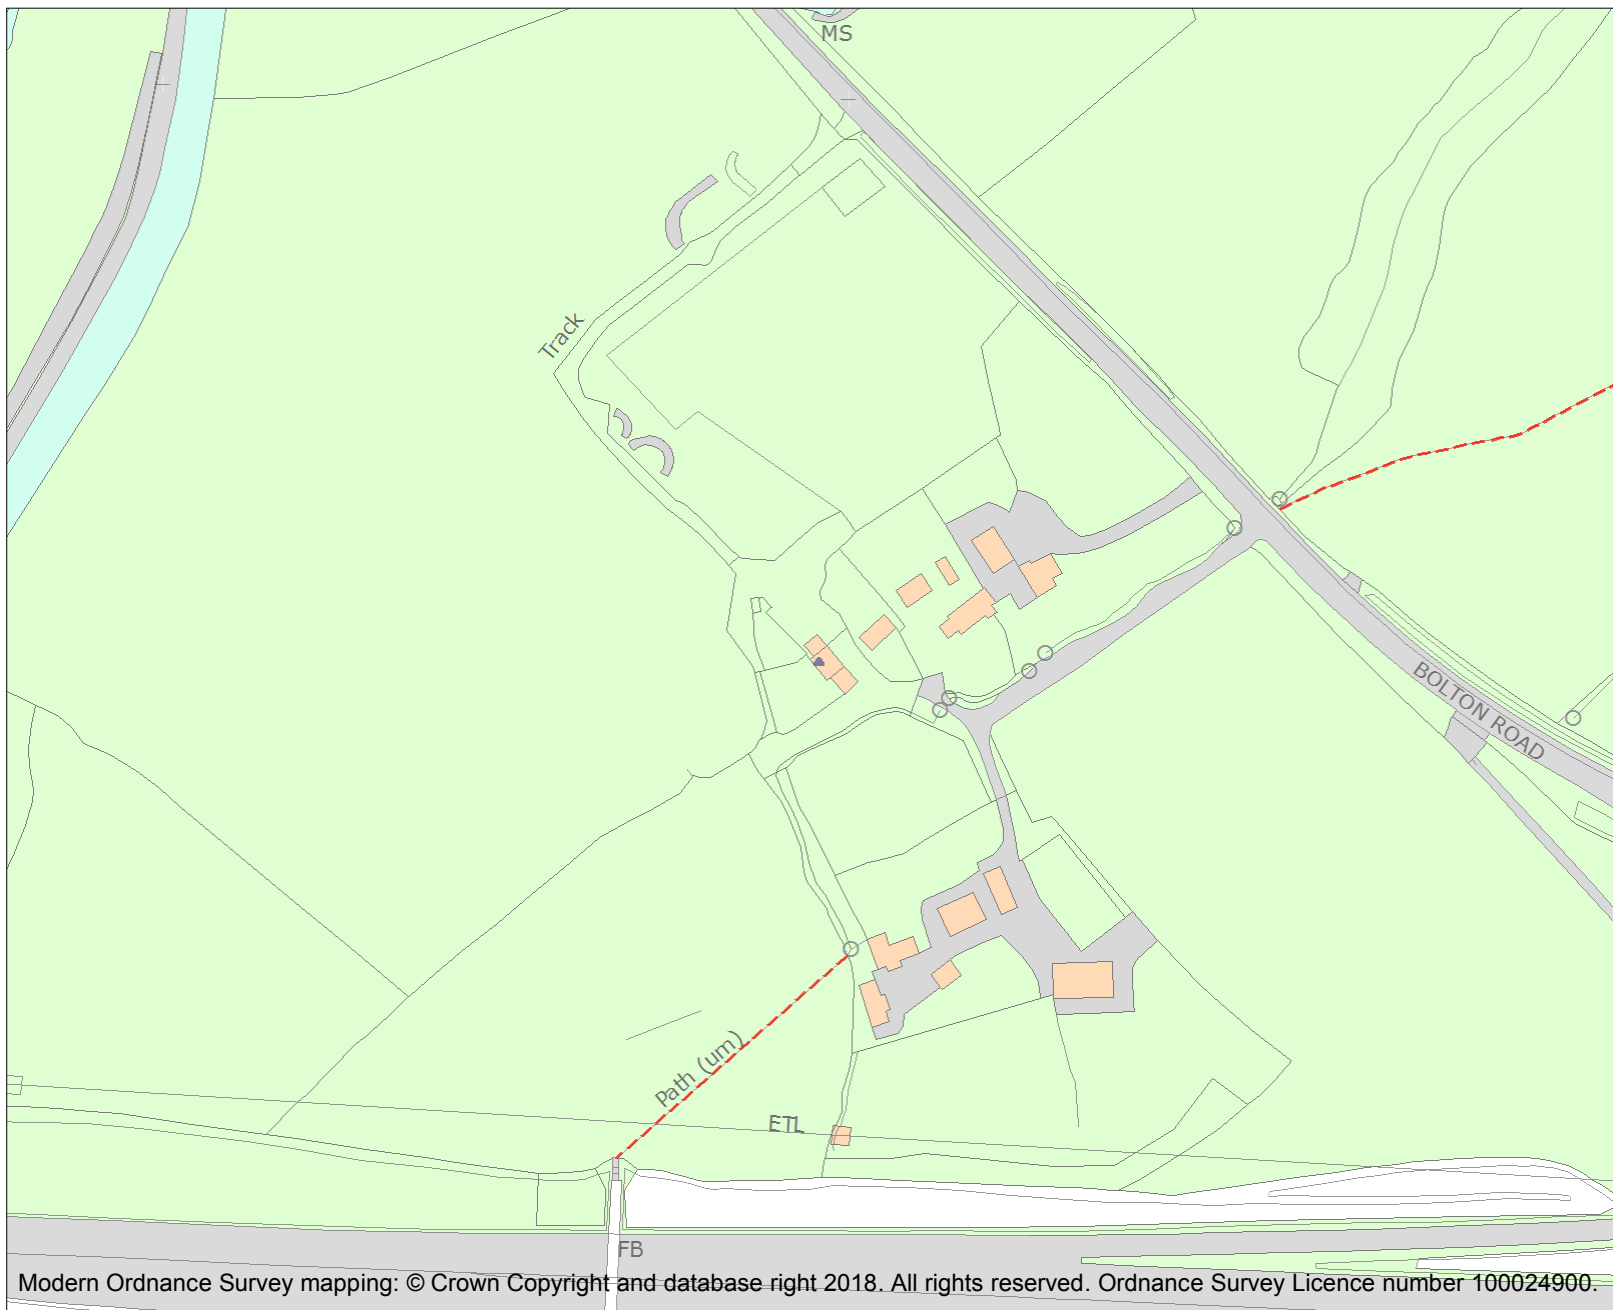 MS
Track
BOLTON ROAD
Path (um)
ETL
FB
Modern Ordnance Survey mapping: © Crown Copyright and database right 2018. All rights reserved. Ordnance Survey Licence number 100024900.